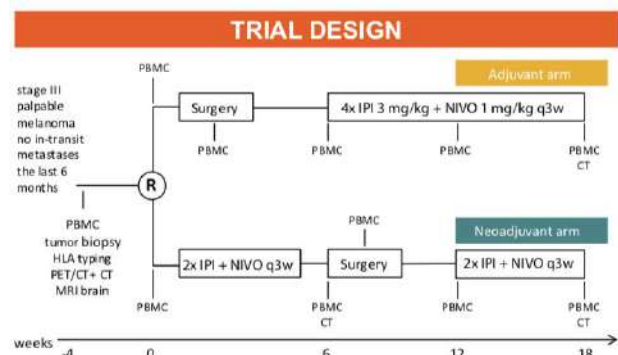 TRIAL DESIGN
PBMC
Adjuvant arm
stage III
palpable
melanoma
no in-transit
metastases
the last 6
months
Surgery
4x IPI 3 mg/kg + NIVO 1 mg/kg q3w
PBMC
PBMC
PBMC
PBMC
CT
R
PBMC
tumor biopsy
HLA typing
PET/CT+ CT
MRI brain
PBMC
Neoadjuvant arm
2x IPI + NIVO q3w
Surgery
2x IPI + NIVO q3w
PBMC
PBMC
CT
PBMC
PBMC
CT
weeks
-4
0
6
12
18